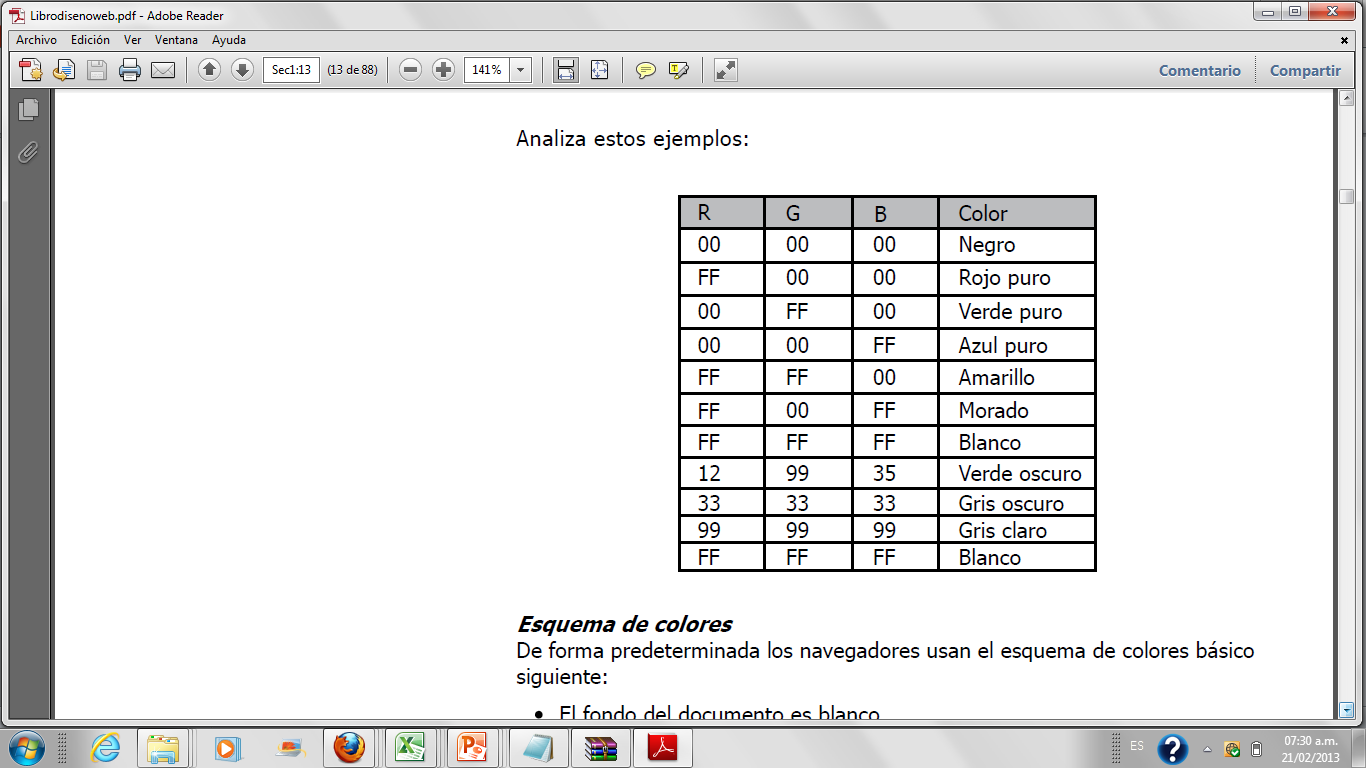 Librodisenoweb.pdf - Adobe Reader
Archivo Edición Ver Ventana Ayuda
Sec1:13 (13 de 88) 141% Comentario Compartir
Analiza estos ejemplos:
R G B Color
00 00 00 Negro
FF 00 00 Rojo puro
00 FF 00 Verde puro
00 00 FF Azul puro
FF FF 00 Amarillo
FF 00 FF Morado
FF FF FF Blanco
12 99 35 Verde oscuro
33 33 33 Gris oscuro
99 99 99 Gris claro
FF FF FF Blanco
Esquema de colores
De forma predeterminada los navegadores usan el esquema de colores básico
siguiente:
• El fondo del documento es blanco
ES
07:30 a.m.
21/02/2013